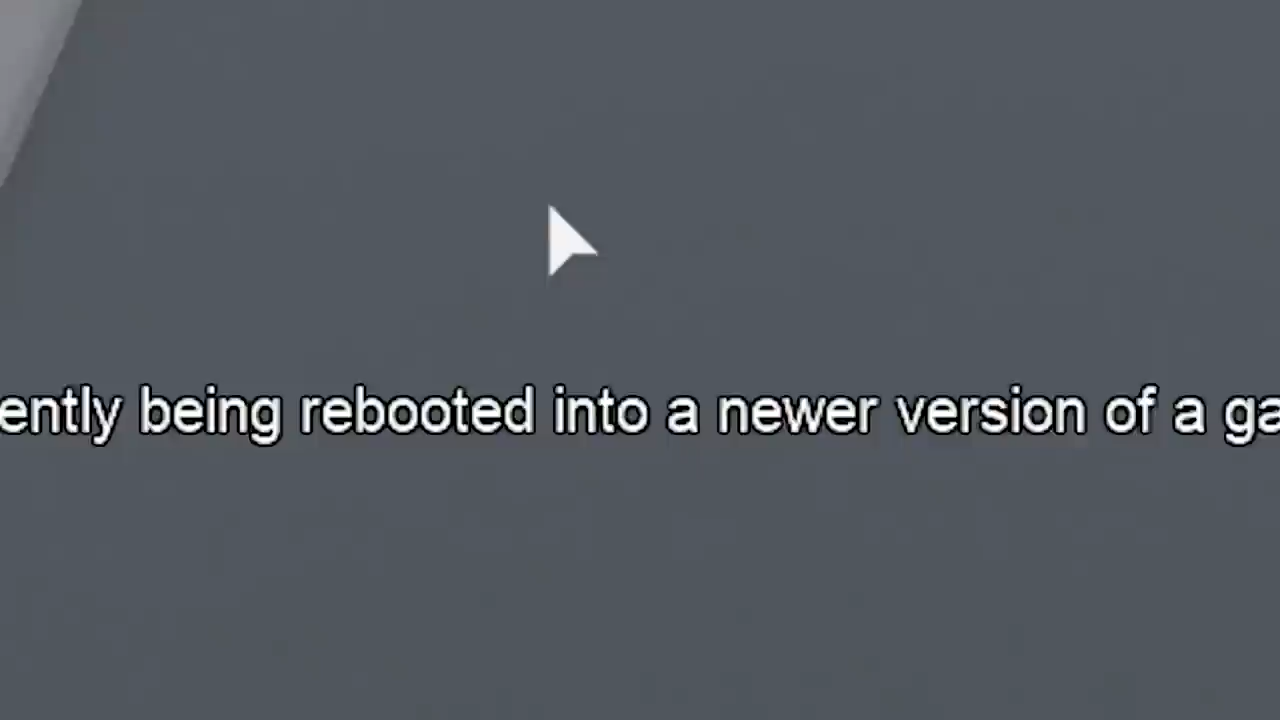 ently being rebooted into a newer version of a ga